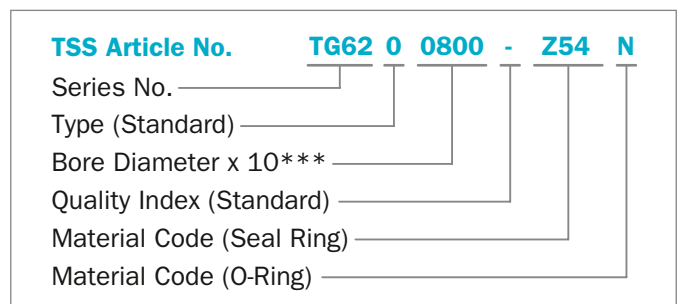 TSS Article No. TG62 0 0800 - Z54 N
Series No.
Type (Standard)
Bore Diameter x 10***
Quality Index (Standard)
Material Code (Seal Ring)
Material Code (O-Ring)